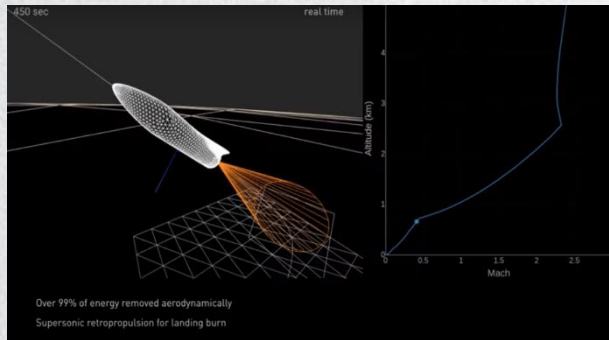 450 sec
real time
Altitude (km)
4
3
2
1
0
0
0.5
1
1.5
2
2.5
Mach
Over 99% of energy removed aerodynamically
Supersonic retropropulsion for landing burn